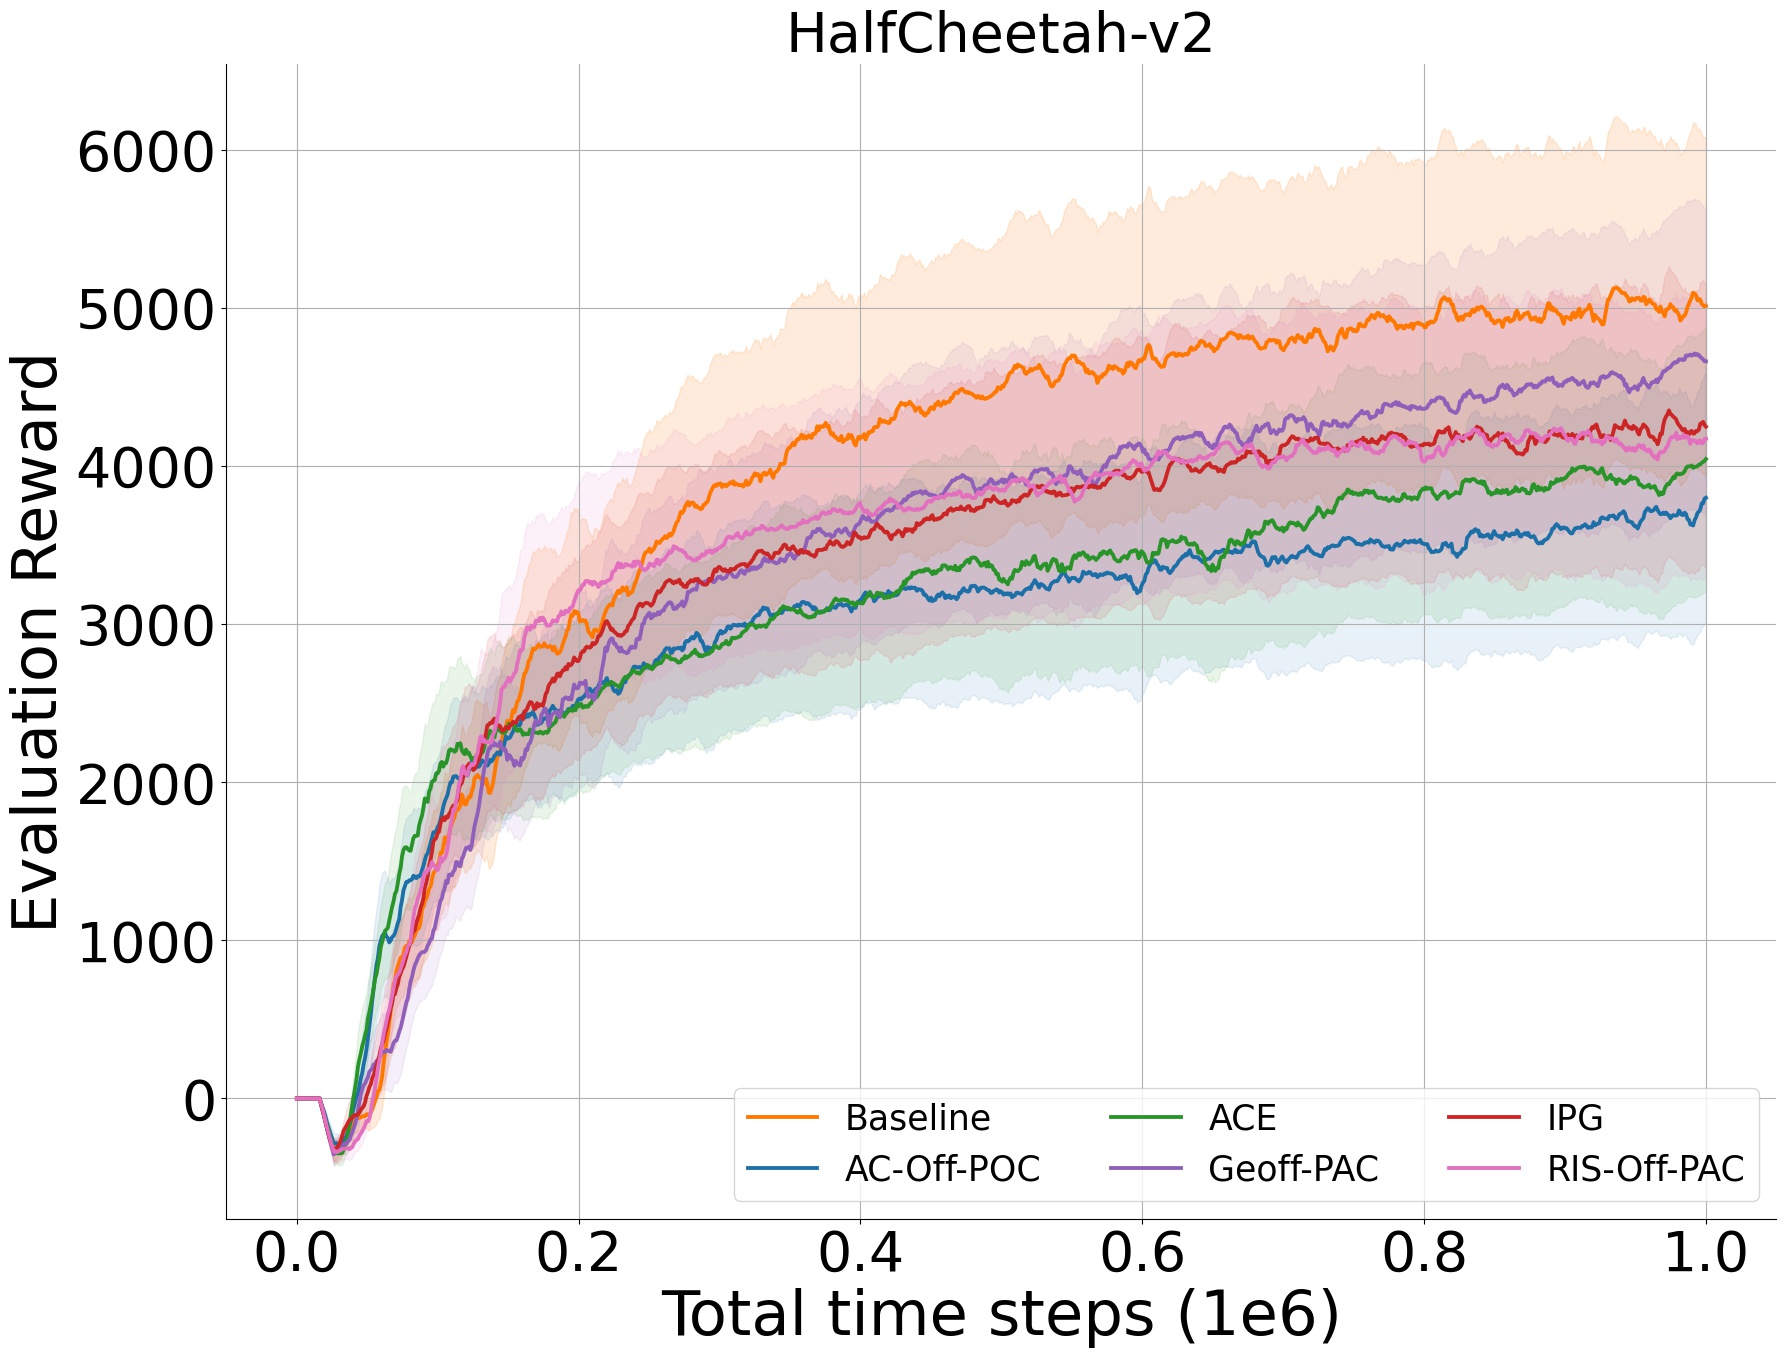 HalfCheetah-v2
Evaluation Reward
6000
5000
4000
3000
2000
1000
0
Baseline
AC-Off-POC
ACE
Geoff-PAC
IPG
RIS-Off-PAC
0.0 0.2 0.4 0.6 0.8 1.0
Total time steps (1e6)